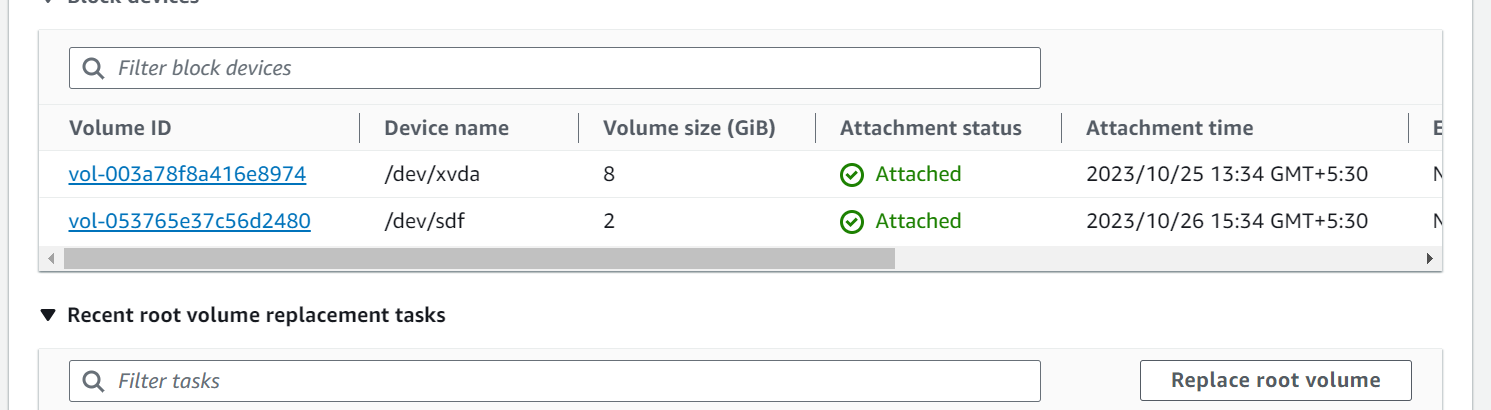 Block devices
Filter block devices
Volume ID Device name Volume size (GiB) Attachment status Attachment time
vol-003a78f8a416e8974 /dev/xvda 8 Attached 2023/10/25 13:34 GMT+5:30
vol-053765e37c56d2480 /dev/sdf 2 Attached 2023/10/26 15:34 GMT+5:30
Recent root volume replacement tasks
Filter tasks Replace root volume